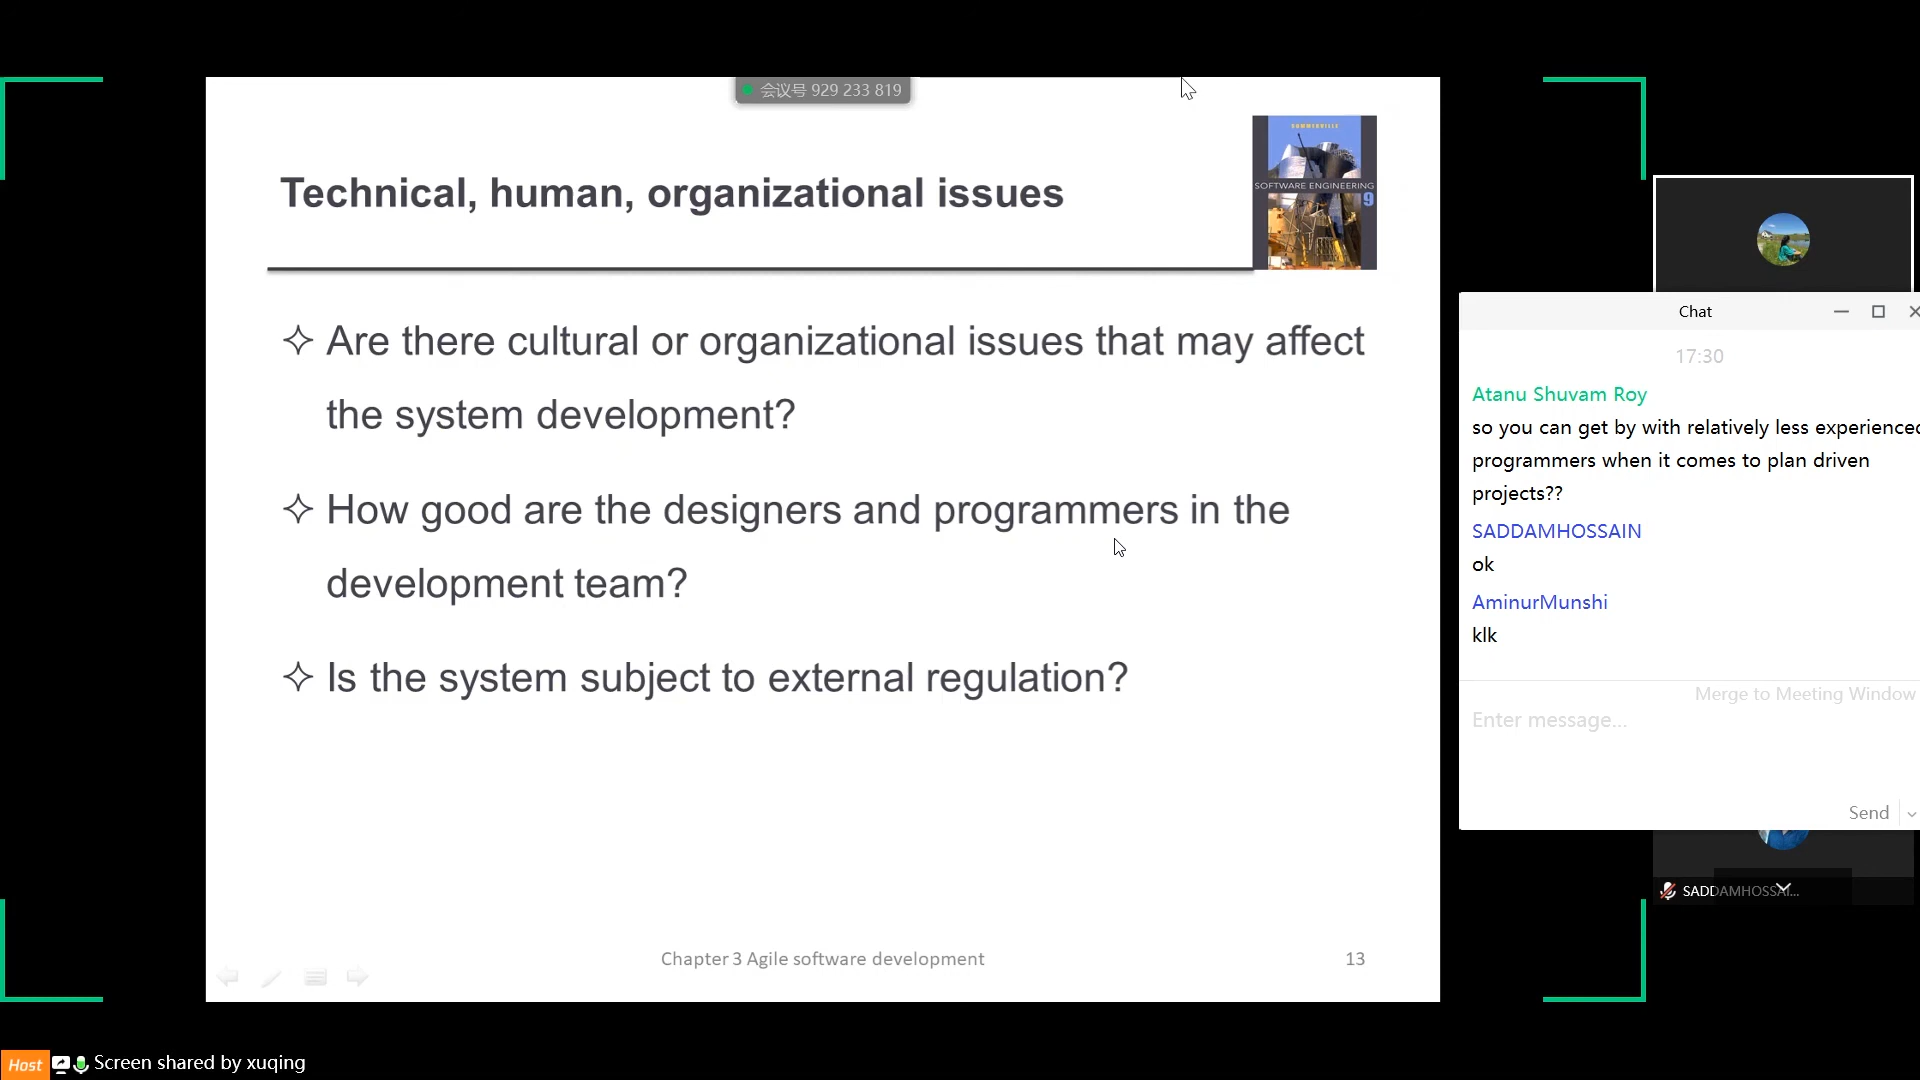 会议号 929 233 819
SOMMERVILLE
SOFTWARE ENGINEERING
9
Technical, human, organizational issues
Are there cultural or organizational issues that may affect
the system development?
How good are the designers and programmers in the
development team?
Is the system subject to external regulation?
Chapter 3 Agile software development
13
Chat
17:30
Atanu Shuvam Roy
so you can get by with relatively less experienced
programmers when it comes to plan driven
projects??
SADDAMHOSSAIN
ok
AminurMunshi
klk
Merge to Meeting Window
Enter message...
Send
SADDAMHOSSAI...
Host
Screen shared by xuqing